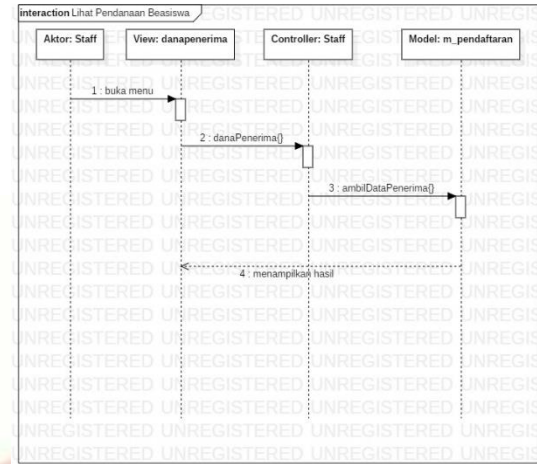 interaction Lihat Pendanaan Beasiswa
Aktor: Staff
View: danapenerima
Controller: Staff
Model: m_pendaftaran
1 : buka menu
2 : danaPenerima()
3 : ambilDataPenerima()
4 : menampilkan hasil